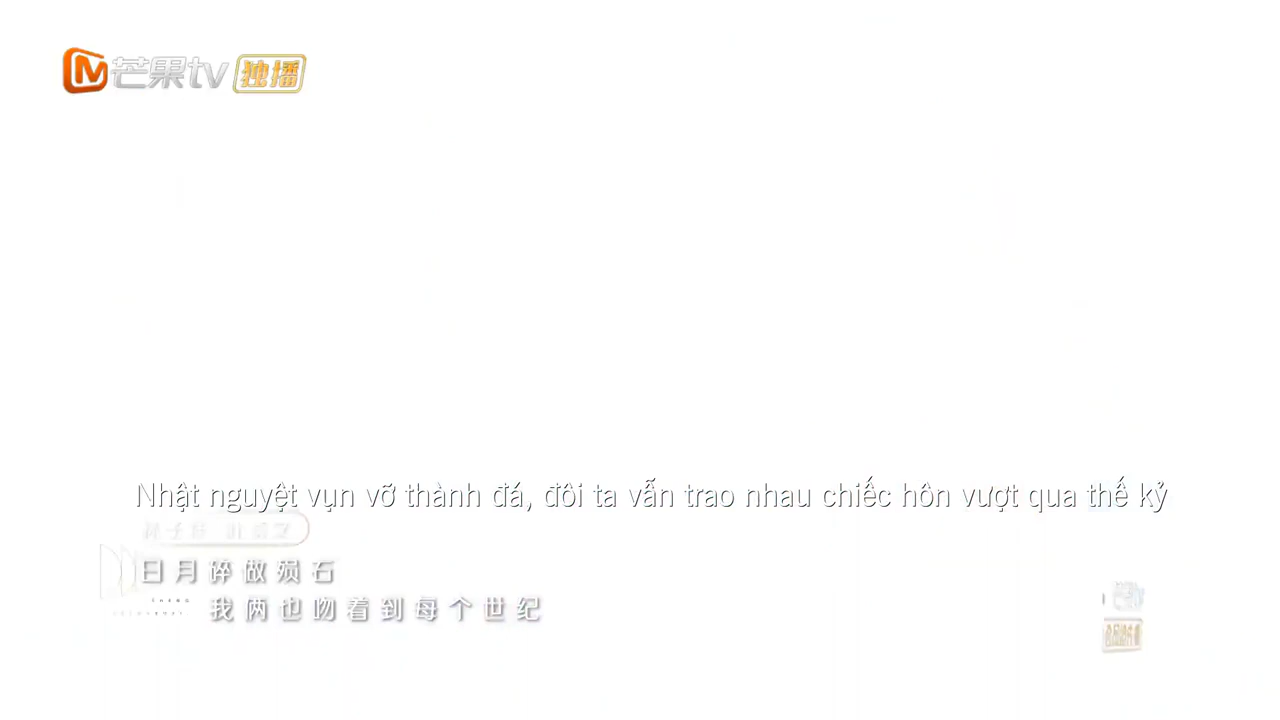 芒果tv 独播
Nhật nguyệt vụn vỡ thành đá, đôi ta vẫn trao nhau chiếc hôn vượt qua thế kỷ
日月碎做殒石
我两也吻着到每个世纪